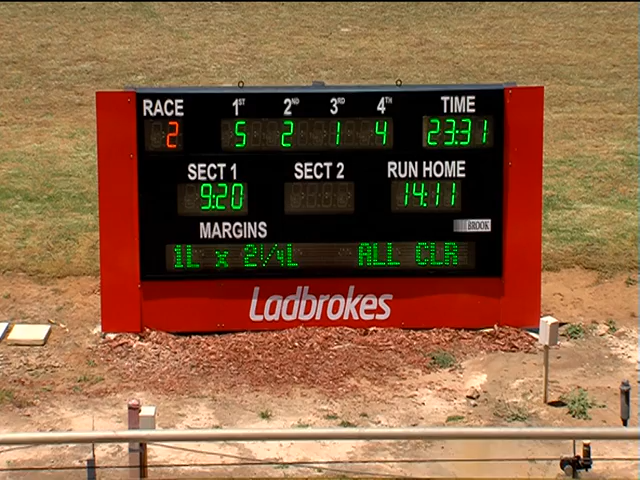 RACE 1ST 2ND 3RD 4TH TIME
2 5 2 1 4 23:31
SECT 1 SECT 2 RUN HOME
9:20 14:11
BROOK
MARGINS
1L x 2¼L ALL CLR
Ladbrokes